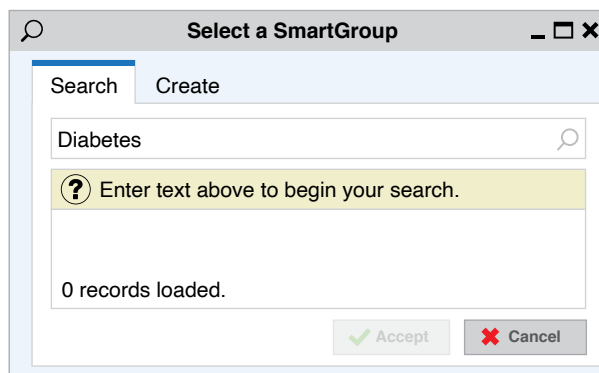 Select a SmartGroup
Search Create
Diabetes
? Enter text above to begin your search.
0 records loaded.
Accept Cancel